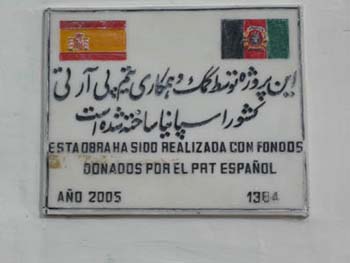 این پروژه توسط کمک و همکاری تیم پی آر تی
کشور اسپانیا ساخته شده است
ESTA OBRA HA SIDO REALIZADA CON FONDOS
DONADOS POR EL PRT ESPAÑOL
AÑO 2005 1384